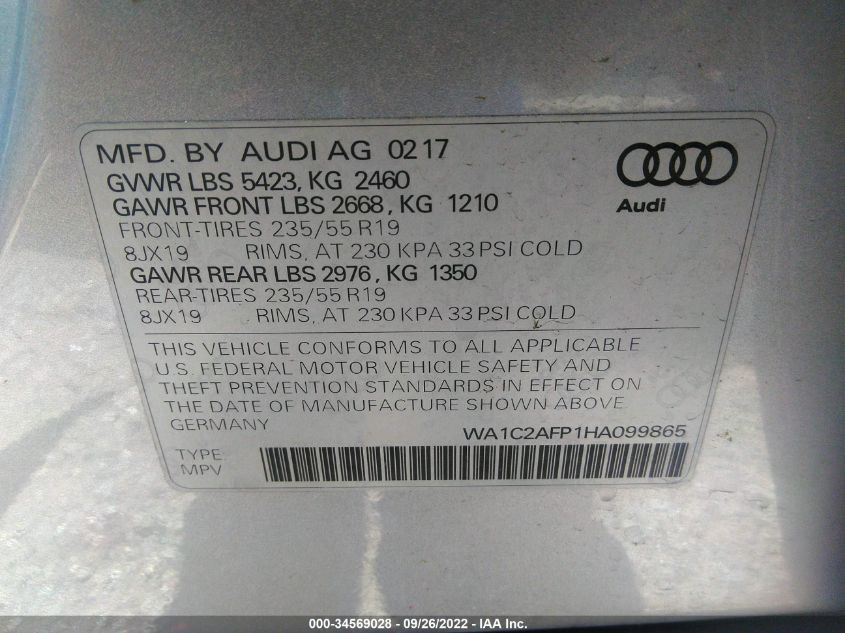 MFD. BY AUDI AG 02 17
GVWR LBS 5423, KG 2460
GAWR FRONT LBS 2668, KG 1210
FRONT-TIRES 235/55 R19
8JX19 RIMS, AT 230 KPA 33 PSI COLD
GAWR REAR LBS 2976, KG 1350
REAR-TIRES 235/55 R19
8JX19 RIMS, AT 230 KPA 33 PSI COLD
Audi
THIS VEHICLE CONFORMS TO ALL APPLICABLE
U.S. FEDERAL MOTOR VEHICLE SAFETY AND
THEFT PREVENTION STANDARDS IN EFFECT ON
THE DATE OF MANUFACTURE SHOWN ABOVE
GERMANY
WA1C2AFP1HA099865
TYPE:
MPV
000-34569028 - 09/26/2022 - IAA Inc.